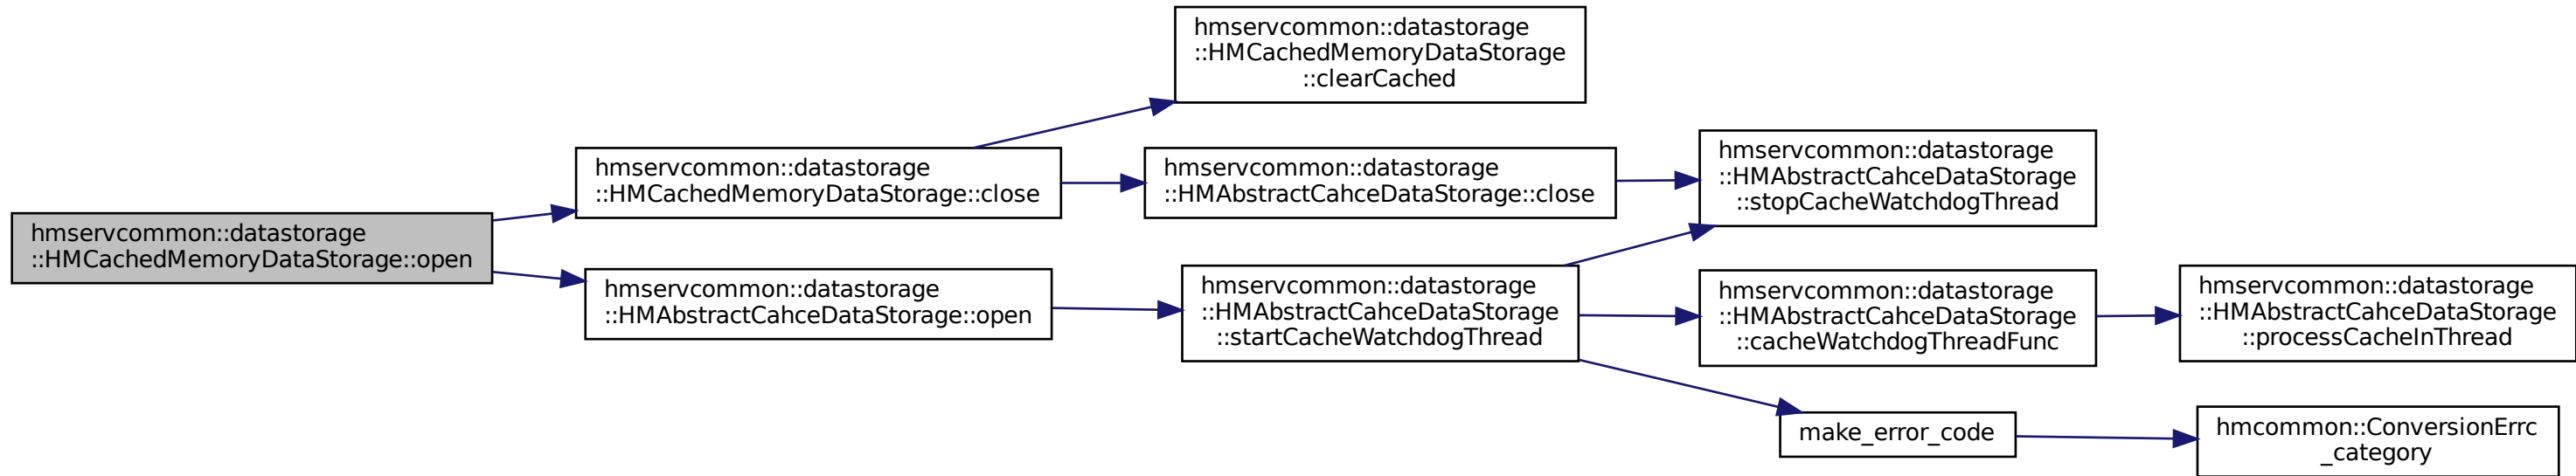 hmservcommon::datastorage
::HMCachedMemoryDataStorage::open
hmservcommon::datastorage
::HMCachedMemoryDataStorage::close
hmservcommon::datastorage
::HMCachedMemoryDataStorage
::clearCached
hmservcommon::datastorage
::HMAbstractCahceDataStorage::close
hmservcommon::datastorage
::HMAbstractCahceDataStorage
::stopCacheWatchdogThread
hmservcommon::datastorage
::HMAbstractCahceDataStorage::open
hmservcommon::datastorage
::HMAbstractCahceDataStorage
::startCacheWatchdogThread
hmservcommon::datastorage
::HMAbstractCahceDataStorage
::cacheWatchdogThreadFunc
hmservcommon::datastorage
::HMAbstractCahceDataStorage
::processCacheInThread
make_error_code
hmcommon::ConversionErrc
_category